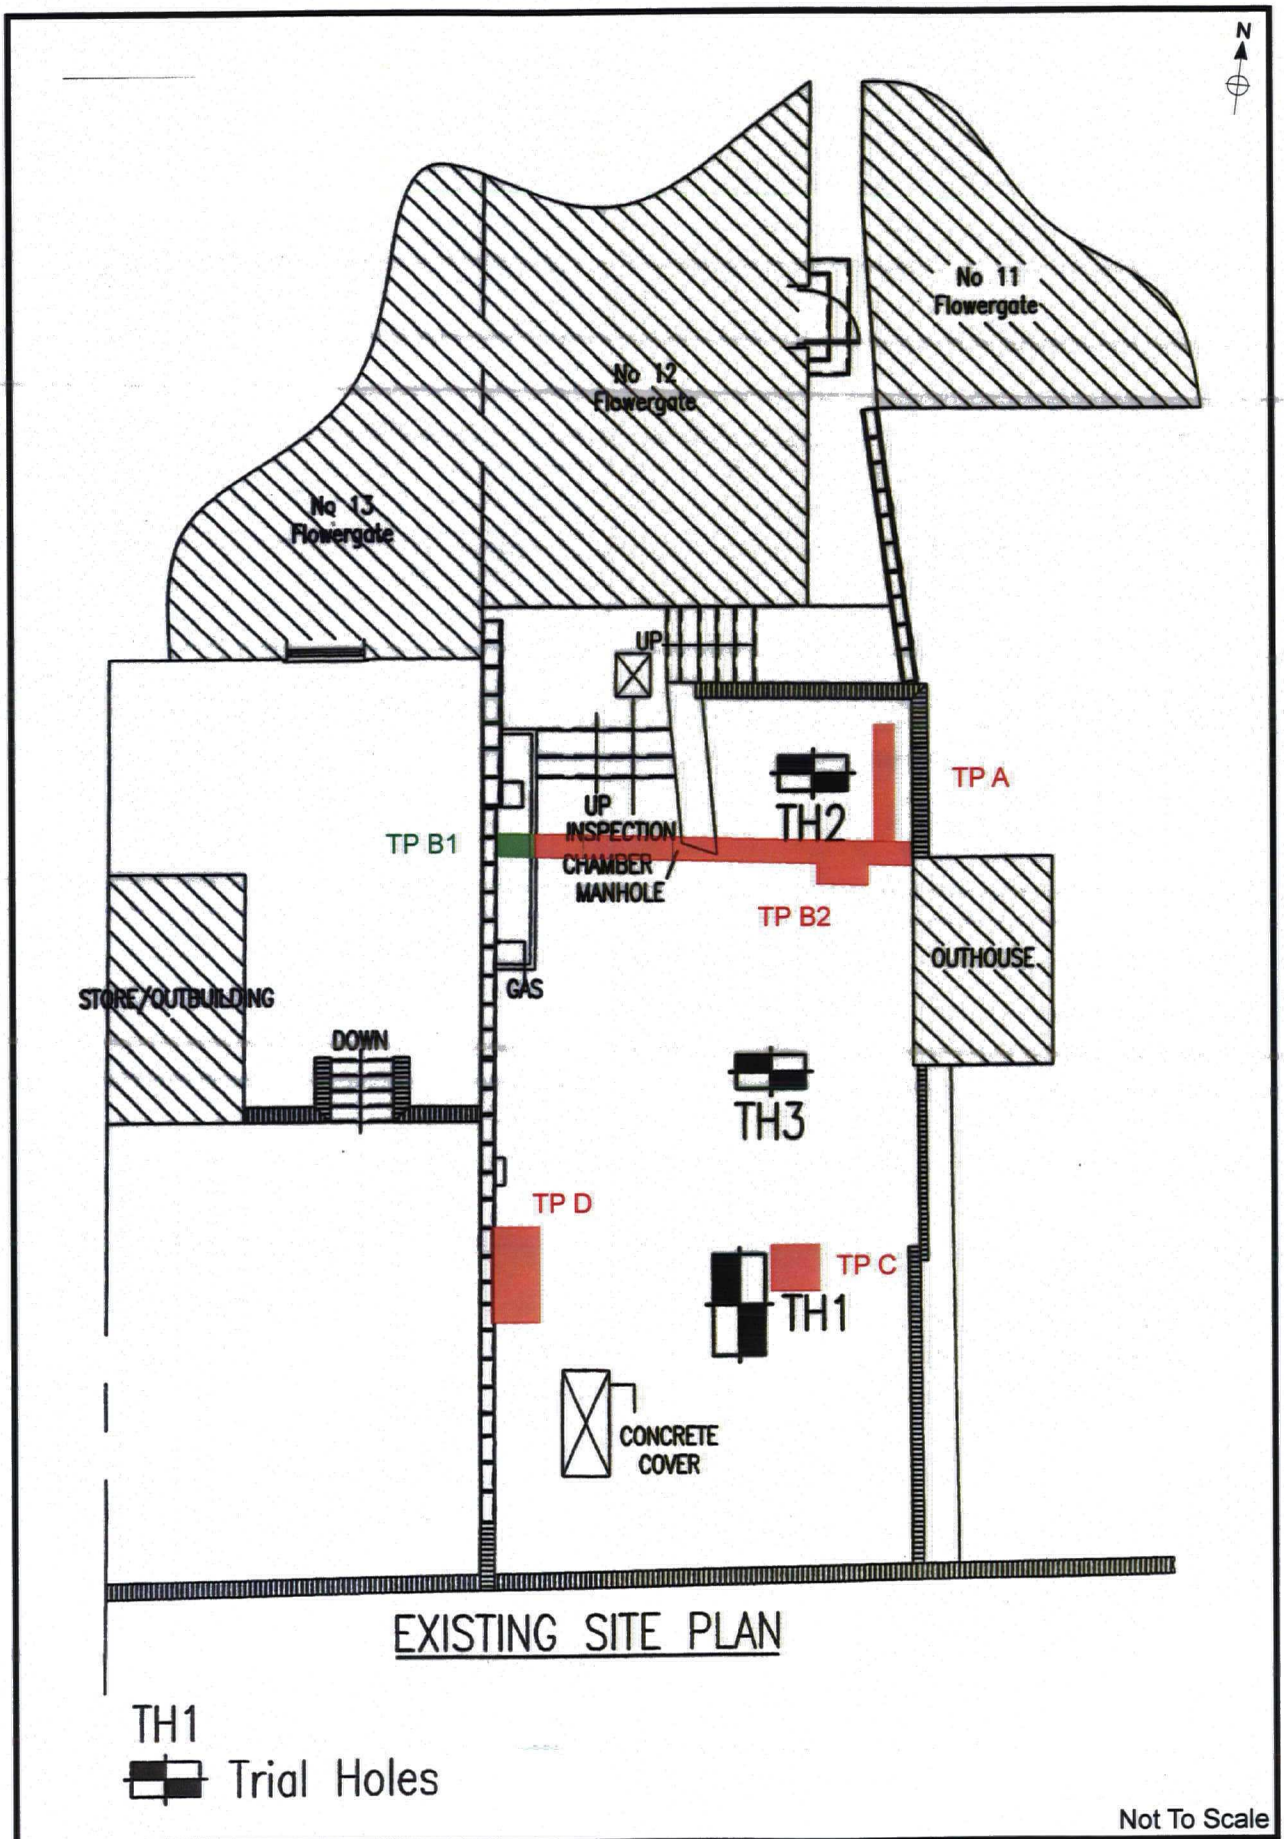 N
No 11
Flowergate
No 12
Flowergate
No 13
Flowergate
UP
TP A
TH2
UP
INSPECTION
CHAMBER
MANHOLE
TP B1
TP B2
OUTHOUSE
GAS
STORE/OUTBUILDING
DOWN
TH3
TP D
TP C
TH1
CONCRETE
COVER
EXISTING SITE PLAN
TH1
Trial Holes
Not To Scale